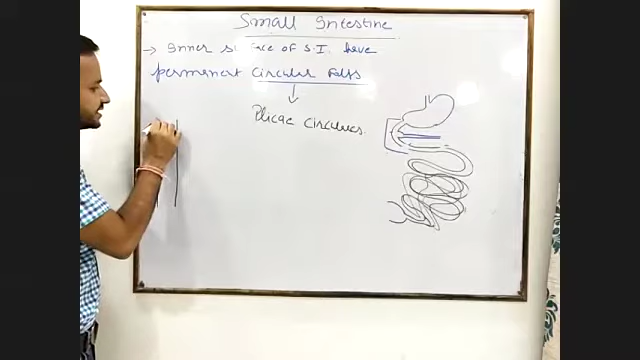 Small Intestine
→ Inner surface of S.I. have
permanent circular folds
Plicae circulares.